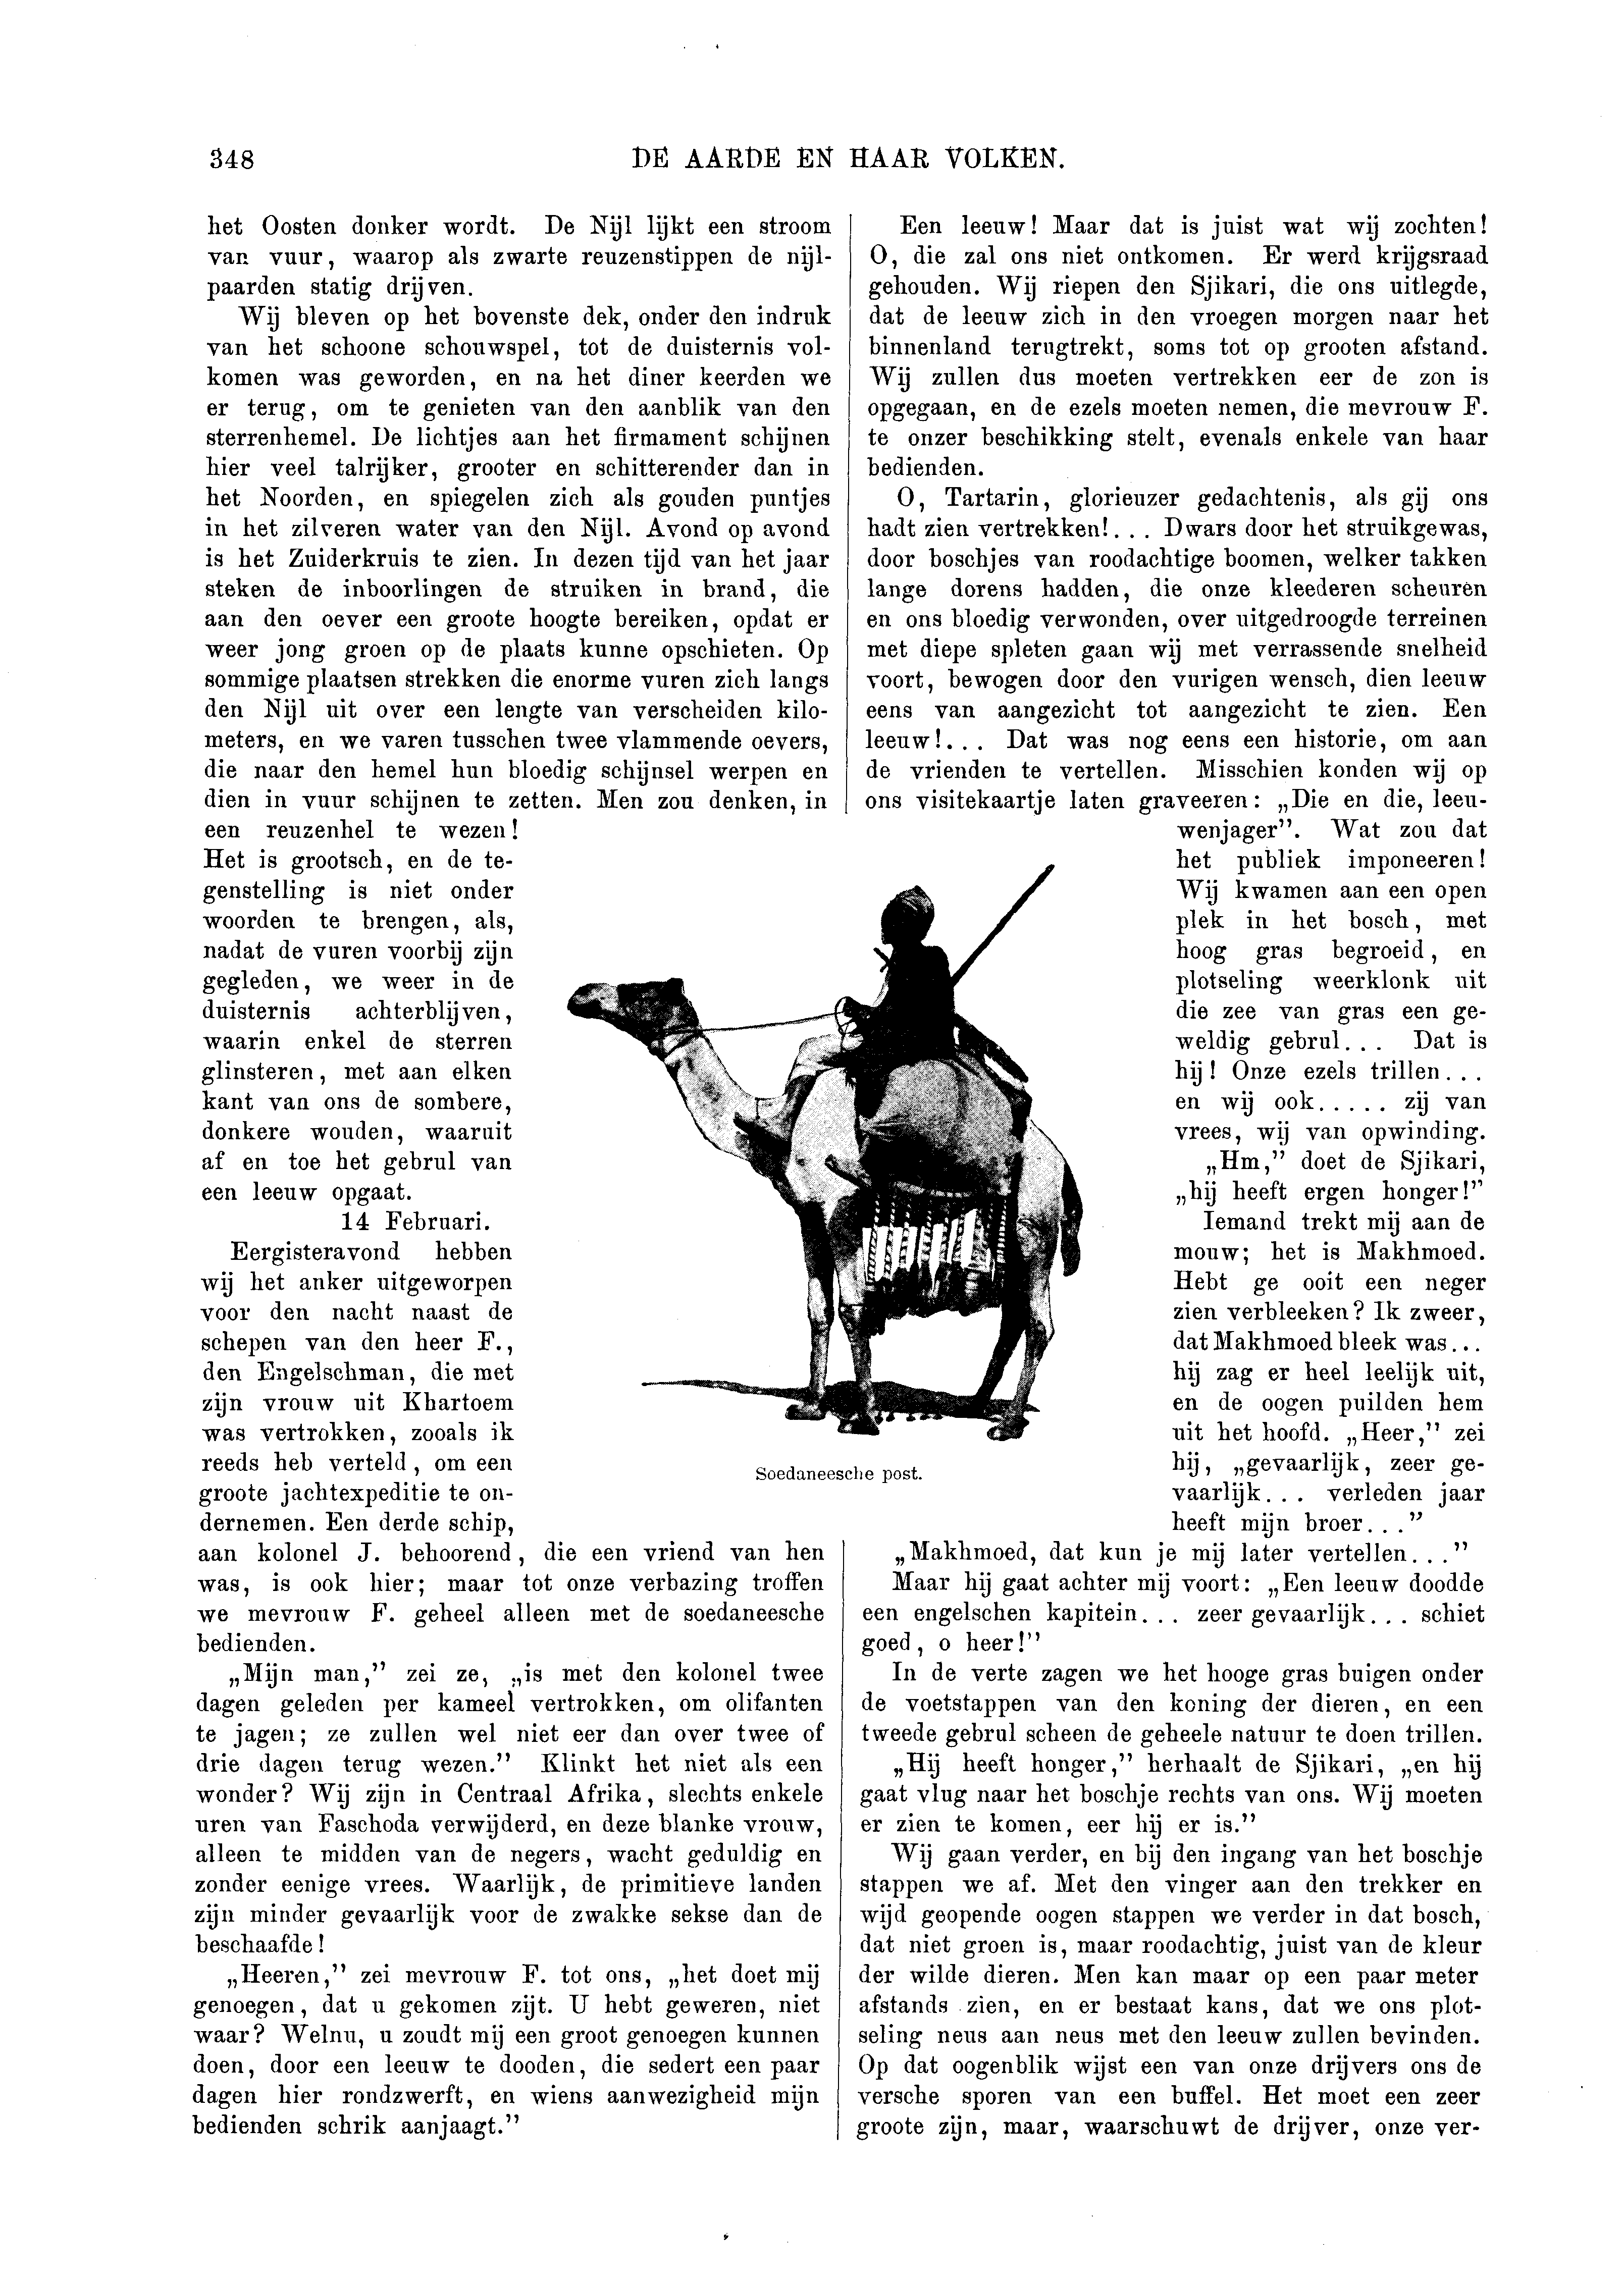 348
DE AARDE EN HAAR VOLKEN.
het Oosten donker wordt. De Nijl lijkt een stroom
van vuur, waarop als zwarte reuzenstippen de nijl-
paarden statig drijven.
Wij bleven op het bovenste dek, onder den indruk
van het schoone schouwspel, tot de duisternis vol-
komen was geworden, en na het diner keerden we
er terug, om te genieten van den aanblik van den
sterrenhemel. De lichtjes aan het firmament schijnen
hier veel talrijker, grooter en schitterender dan in
het Noorden, en spiegelen zich als gouden puntjes
in het zilveren water van den Nijl. Avond op avond
is het Zuiderkruis te zien. In dezen tijd van het jaar
steken de inboorlingen de struiken in brand, die
aan den oever een groote hoogte bereiken, opdat er
weer jong groen op de plaats kunne opschieten. Op
sommige plaatsen strekken die enorme vuren zich langs
den Nijl uit over een lengte van verscheiden kilo-
meters, en we varen tusschen twee vlammende oevers,
die naar den hemel hun bloedig schijnsel werpen en
dien in vuur schijnen te zetten. Men zou denken, in
een reuzenhel te wezen!
Het is grootsch, en de te-
genstelling is niet onder
woorden te brengen, als,
nadat de vuren voorbij zijn
gegleden, we weer in de
duisternis achterblijven,
waarin enkel de sterren
glinsteren, met aan elken
kant van ons de sombere,
donkere wouden, waaruit
af en toe het gebrul van
een leeuw opgaat.
14 Februari.
Eergisteravond hebben
wij het anker uitgeworpen
voor den nacht naast de
schepen van den heer F.,
den Engelschman, die met
zijn vrouw uit Khartoem
was vertrokken, zooals ik
reeds heb verteld, om een
groote jachtexpeditie te on-
dernemen. Een derde schip,
aan kolonel J. behoorend, die een vriend van hen
was, is ook hier; maar tot onze verbazing troffen
we mevrouw F. geheel alleen met de soedaneesche
bedienden.
„Mijn man,” zei ze, „is met den kolonel twee
dagen geleden per kameel vertrokken, om olifanten
te jagen; ze zullen wel niet eer dan over twee of
drie dagen terug wezen.” Klinkt het niet als een
wonder? Wij zijn in Centraal Afrika, slechts enkele
uren van Faschoda verwijderd, en deze blanke vrouw,
alleen te midden van de negers, wacht geduldig en
zonder eenige vrees. Waarlijk, de primitieve landen
zijn minder gevaarlijk voor de zwakke sekse dan de
beschaafde!
„Heeren,” zei mevrouw F. tot ons, „het doet mij
genoegen, dat u gekomen zijt. U hebt geweren, niet
waar? Welnu, u zoudt mij een groot genoegen kunnen
doen, door een leeuw te dooden, die sedert een paar
dagen hier rondzwerft, en wiens aanwezigheid mijn
bedienden schrik aanjaagt.”
Een leeuw! Maar dat is juist wat wij zochten!
O, die zal ons niet ontkomen. Er werd krijgsraad
gehouden. Wij riepen den Sjikari, die ons uitlegde,
dat de leeuw zich in den vroegen morgen naar het
binnenland terugtrekt, soms tot op grooten afstand.
Wij zullen dus moeten vertrekken eer de zon is
opgegaan, en de ezels moeten nemen, die mevrouw F.
te onzer beschikking stelt, evenals enkele van haar
bedienden.
O, Tartarin, glorieuzer gedachtenis, als gij ons
hadt zien vertrekken!... Dwars door het struikgewas,
door boschjes van roodachtige boomen, welker takken
lange dorens hadden, die onze kleederen scheuren
en ons bloedig verwonden, over uitgedroogde terreinen
met diepe spleten gaan wij met verrassende snelheid
voort, bewogen door den vurigen wensch, dien leeuw
eens van aangezicht tot aangezicht te zien. Een
leeuw!... Dat was nog eens een historie, om aan
de vrienden te vertellen. Misschien konden wij op
ons visitekaartje laten graveeren: „Die en die, leeu-
wenjager”. Wat zou dat
het publiek imponeeren!
Wij kwamen aan een open
plek in het bosch, met
hoog gras begroeid, en
plotseling weerklonk uit
die zee van gras een ge-
weldig gebrul... Dat is
hij! Onze ezels trillen...
en wij ook..... zij van
vrees, wij van opwinding.
„Hm,” doet de Sjikari,
„hij heeft ergen honger!”
Iemand trekt mij aan de
mouw; het is Makhmoed.
Hebt ge ooit een neger
zien verbleeken? Ik zweer,
dat Makhmoed bleek was...
hij zag er heel leelijk uit,
en de oogen puilden hem
uit het hoofd. „Heer,” zei
hij, „gevaarlijk, zeer ge-
vaarlijk... verleden jaar
heeft mijn broer...”
„Makhmoed, dat kun je mij later vertellen...”
Maar hij gaat achter mij voort: „Een leeuw doodde
een engelschen kapitein... zeer gevaarlijk... schiet
goed, o heer!”
In de verte zagen we het hooge gras buigen onder
de voetstappen van den koning der dieren, en een
tweede gebrul scheen de geheele natuur te doen trillen.
„Hij heeft honger,” herhaalt de Sjikari, „en hij
gaat vlug naar het boschje rechts van ons. Wij moeten
er zien te komen, eer hij er is.”
Wij gaan verder, en bij den ingang van het boschje
stappen we af. Met den vinger aan den trekker en
wijd geopende oogen stappen we verder in dat bosch,
dat niet groen is, maar roodachtig, juist van de kleur
der wilde dieren. Men kan maar op een paar meter
afstands zien, en er bestaat kans, dat we ons plot-
seling neus aan neus met den leeuw zullen bevinden.
Op dat oogenblik wijst een van onze drijvers ons de
versche sporen van een buffel. Het moet een zeer
groote zijn, maar, waarschuwt de drijver, onze ver-
Soedaneesche post.